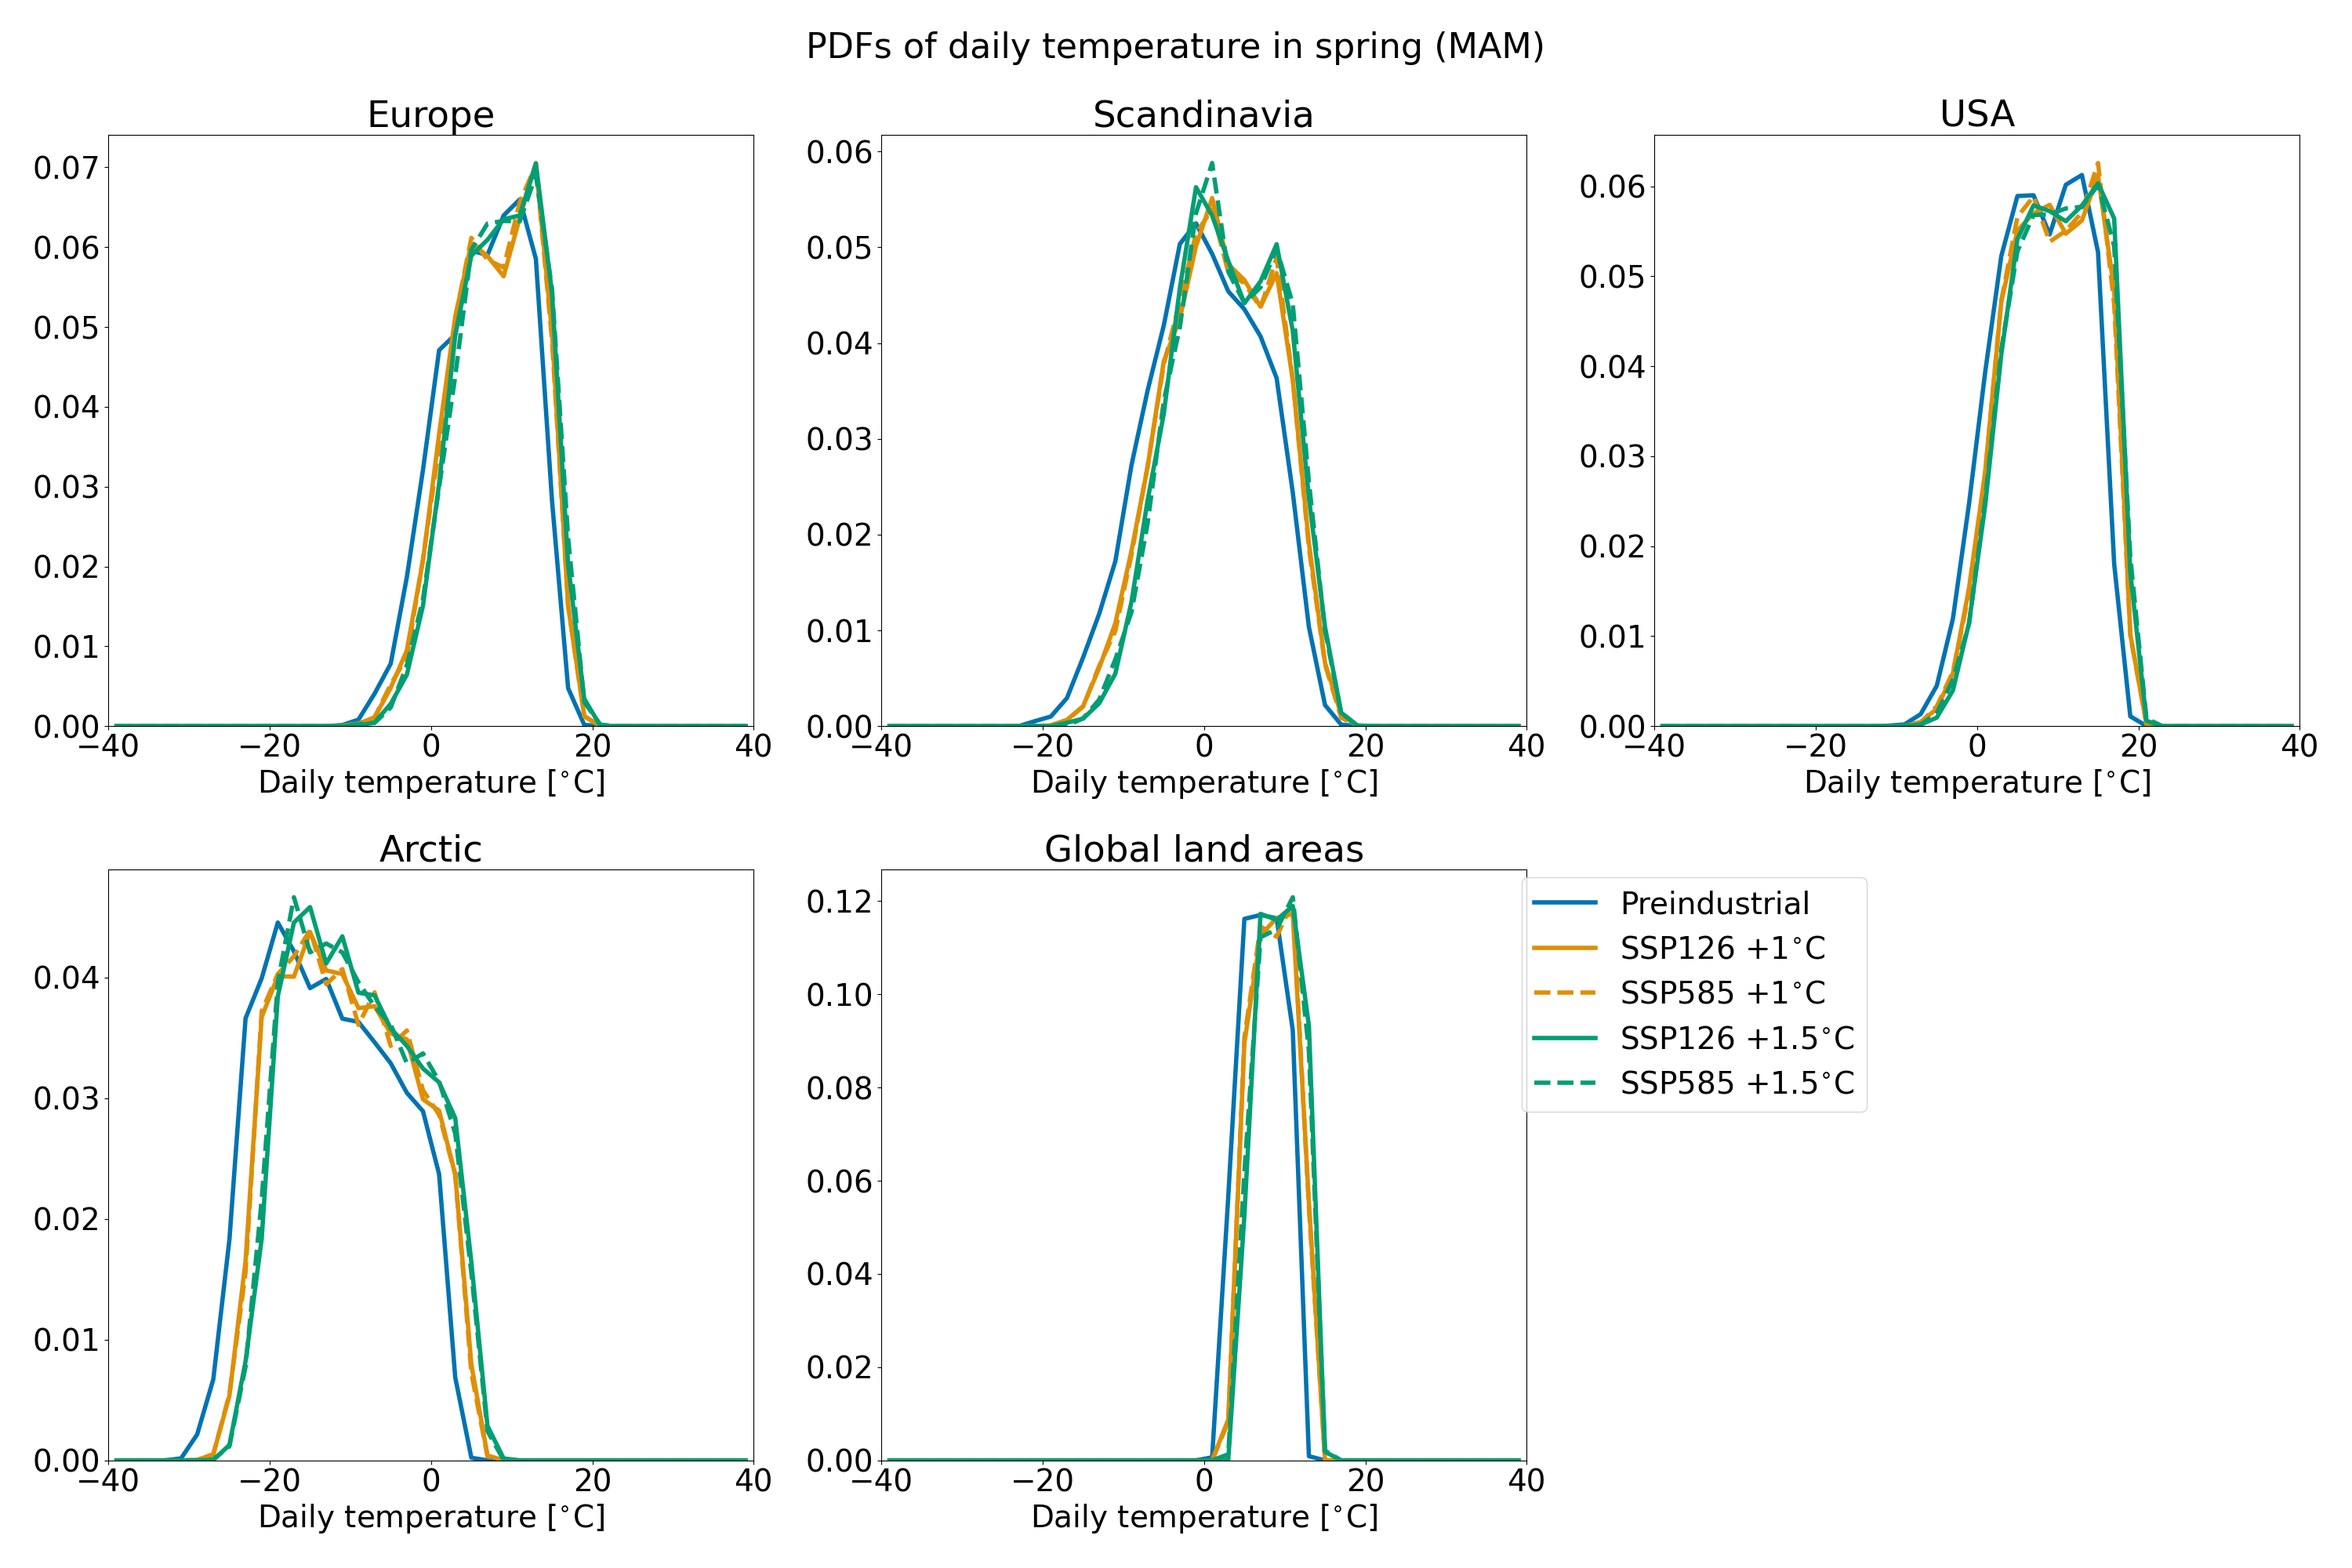 PDFs of daily temperature in spring (MAM)
Europe
0.07
0.06
0.05
0.04
0.03
0.02
0.01
0.00
−40 −20 0 20 40
Daily temperature [°C]
Scandinavia
0.06
0.05
0.04
0.03
0.02
0.01
0.00
−40 −20 0 20 40
Daily temperature [°C]
USA
0.06
0.05
0.04
0.03
0.02
0.01
0.00
−40 −20 0 20 40
Daily temperature [°C]
Arctic
0.04
0.03
0.02
0.01
0.00
−40 −20 0 20 40
Daily temperature [°C]
Global land areas
0.12
0.10
0.08
0.06
0.04
0.02
0.00
−40 −20 0 20 40
Daily temperature [°C]
Preindustrial
SSP126 +1°C
SSP585 +1°C
SSP126 +1.5°C
SSP585 +1.5°C